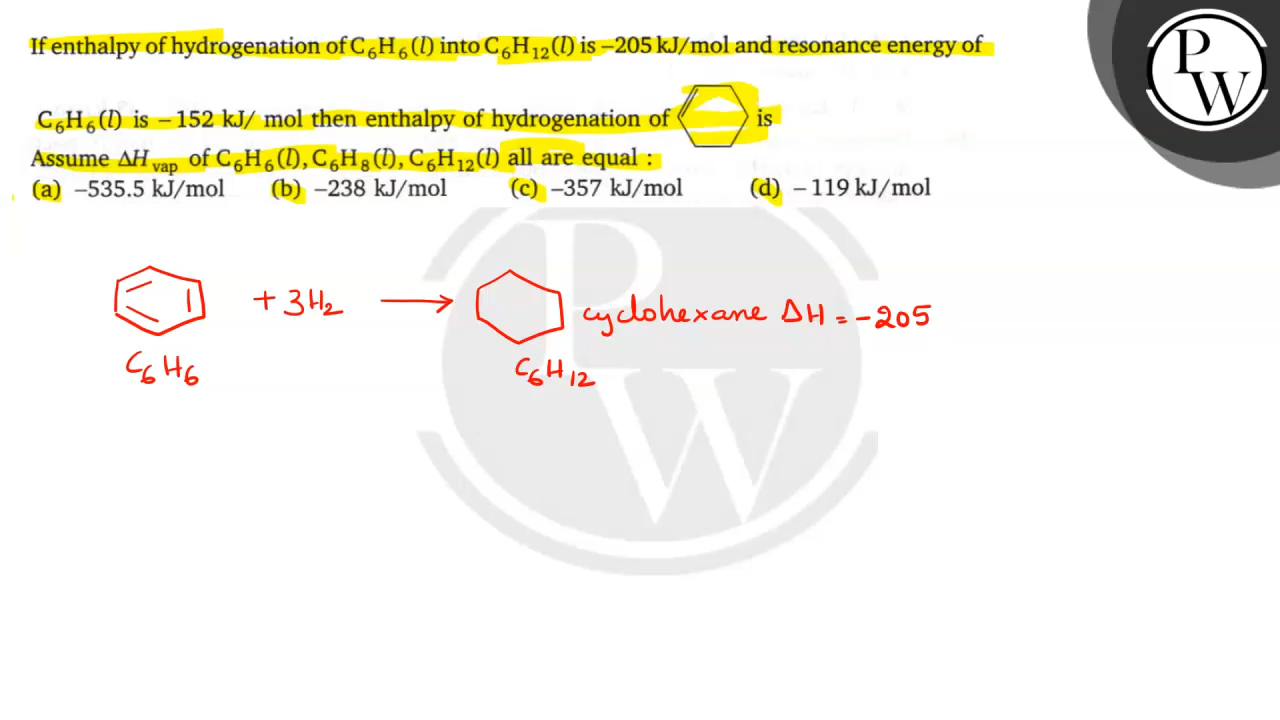 If enthalpy of hydrogenation of C₆H₆(l) into C₆H₁₂(l) is –205 kJ/mol and resonance energy of
C₆H₆(l) is – 152 kJ/ mol then enthalpy of hydrogenation of is
Assume ΔH_vap of C₆H₆(l), C₆H₈(l), C₆H₁₂(l) all are equal :
(a) –535.5 kJ/mol (b) –238 kJ/mol (c) –357 kJ/mol (d) – 119 kJ/mol
+ 3H₂ → cyclohexane ΔH = -205
C₆H₆ C₆H₁₂
P
W
P
W